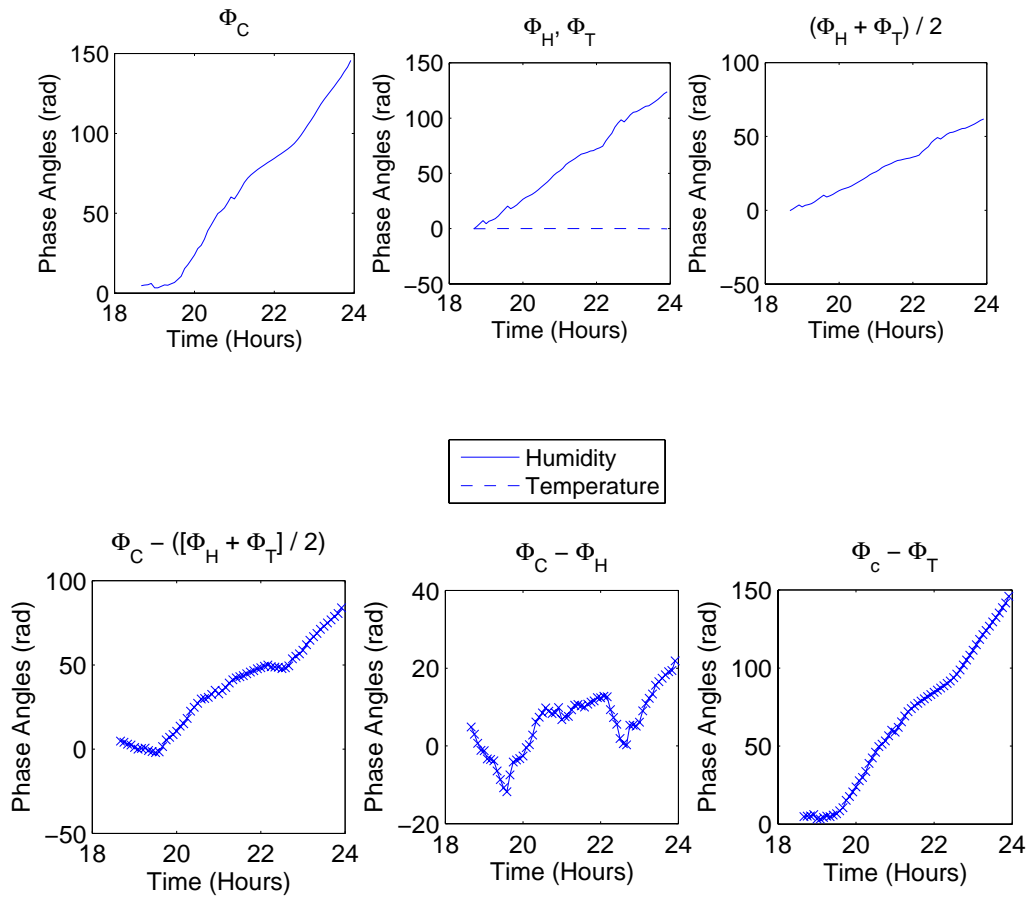 Φ_C
Phase Angles (rad)
150
100
50
0
18
20
22
24
Time (Hours)
Φ_H, Φ_T
Phase Angles (rad)
150
100
50
0
−50
18
20
22
24
Time (Hours)
(Φ_H + Φ_T) / 2
Phase Angles (rad)
100
50
0
−50
18
20
22
24
Time (Hours)
Humidity
Temperature
Φ_C − ([Φ_H + Φ_T] / 2)
Phase Angles (rad)
100
50
0
−50
18
20
22
24
Time (Hours)
Φ_C − Φ_H
Phase Angles (rad)
40
20
0
−20
18
20
22
24
Time (Hours)
Φ_c − Φ_T
Phase Angles (rad)
150
100
50
0
18
20
22
24
Time (Hours)